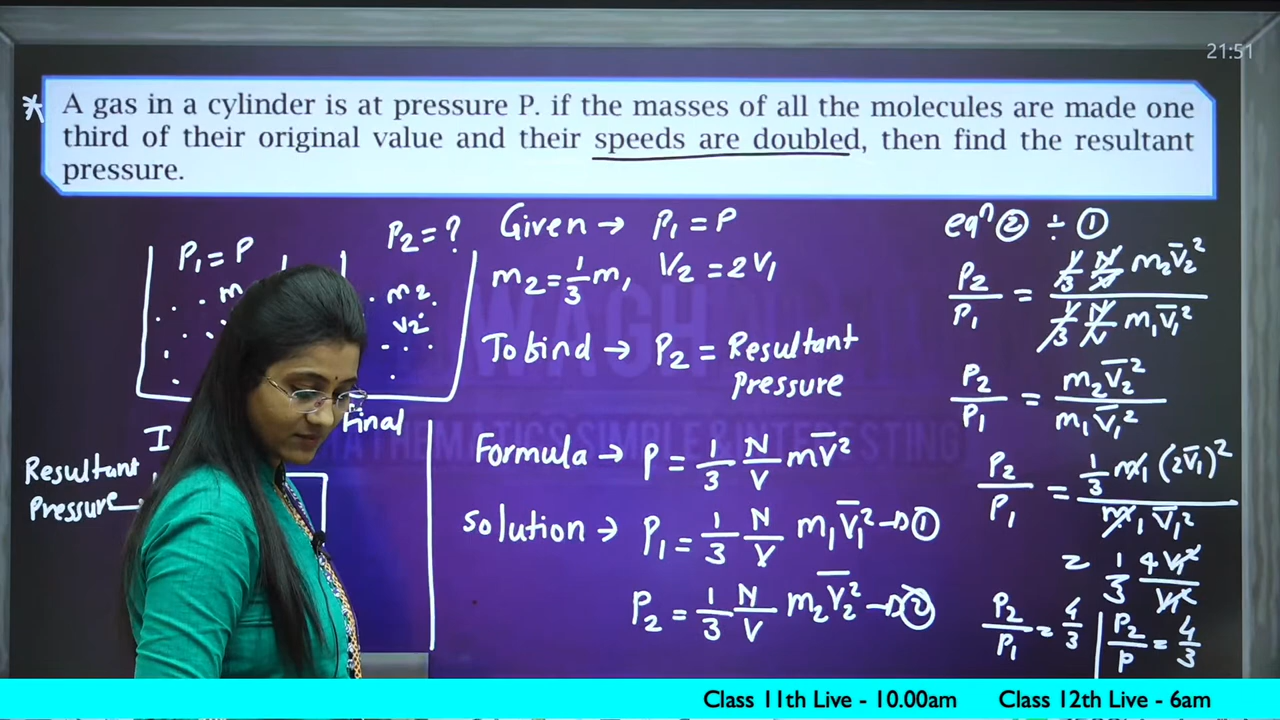 21:51
* A gas in a cylinder is at pressure P. if the masses of all the molecules are made one
third of their original value and their speeds are doubled, then find the resultant
pressure.
P₁ = P
m
I
Resultant
Pressure
P₂ = ?
m₂
v₂
Final
Given → P₁ = P
m₂ = 1/3 m, V₂ = 2V₁
To find → P₂ = Resultant
Pressure
Formula → P = 1/3 N/V mv̅²
Solution → P₁ = 1/3 N/V m₁v̅₁² → ①
P₂ = 1/3 N/V m₂v̅₂² → ②
eqⁿ ② ÷ ①
P₂/P₁ = 1/3 N/V m₂v̅₂² / 1/3 N/V m₁v̅₁²
P₂/P₁ = m₂v̅₂² / m₁v̅₁²
P₂/P₁ = 1/3 m₁ (2v̅₁)² / m₁v̅₁²
= 1/3 4v₁² / v₁²
P₂/P₁ = 4/3 | P₂/P = 4/3
MATHEMATICS SIMPLE & INTERESTING
Class 11th Live - 10.00am Class 12th Live - 6am